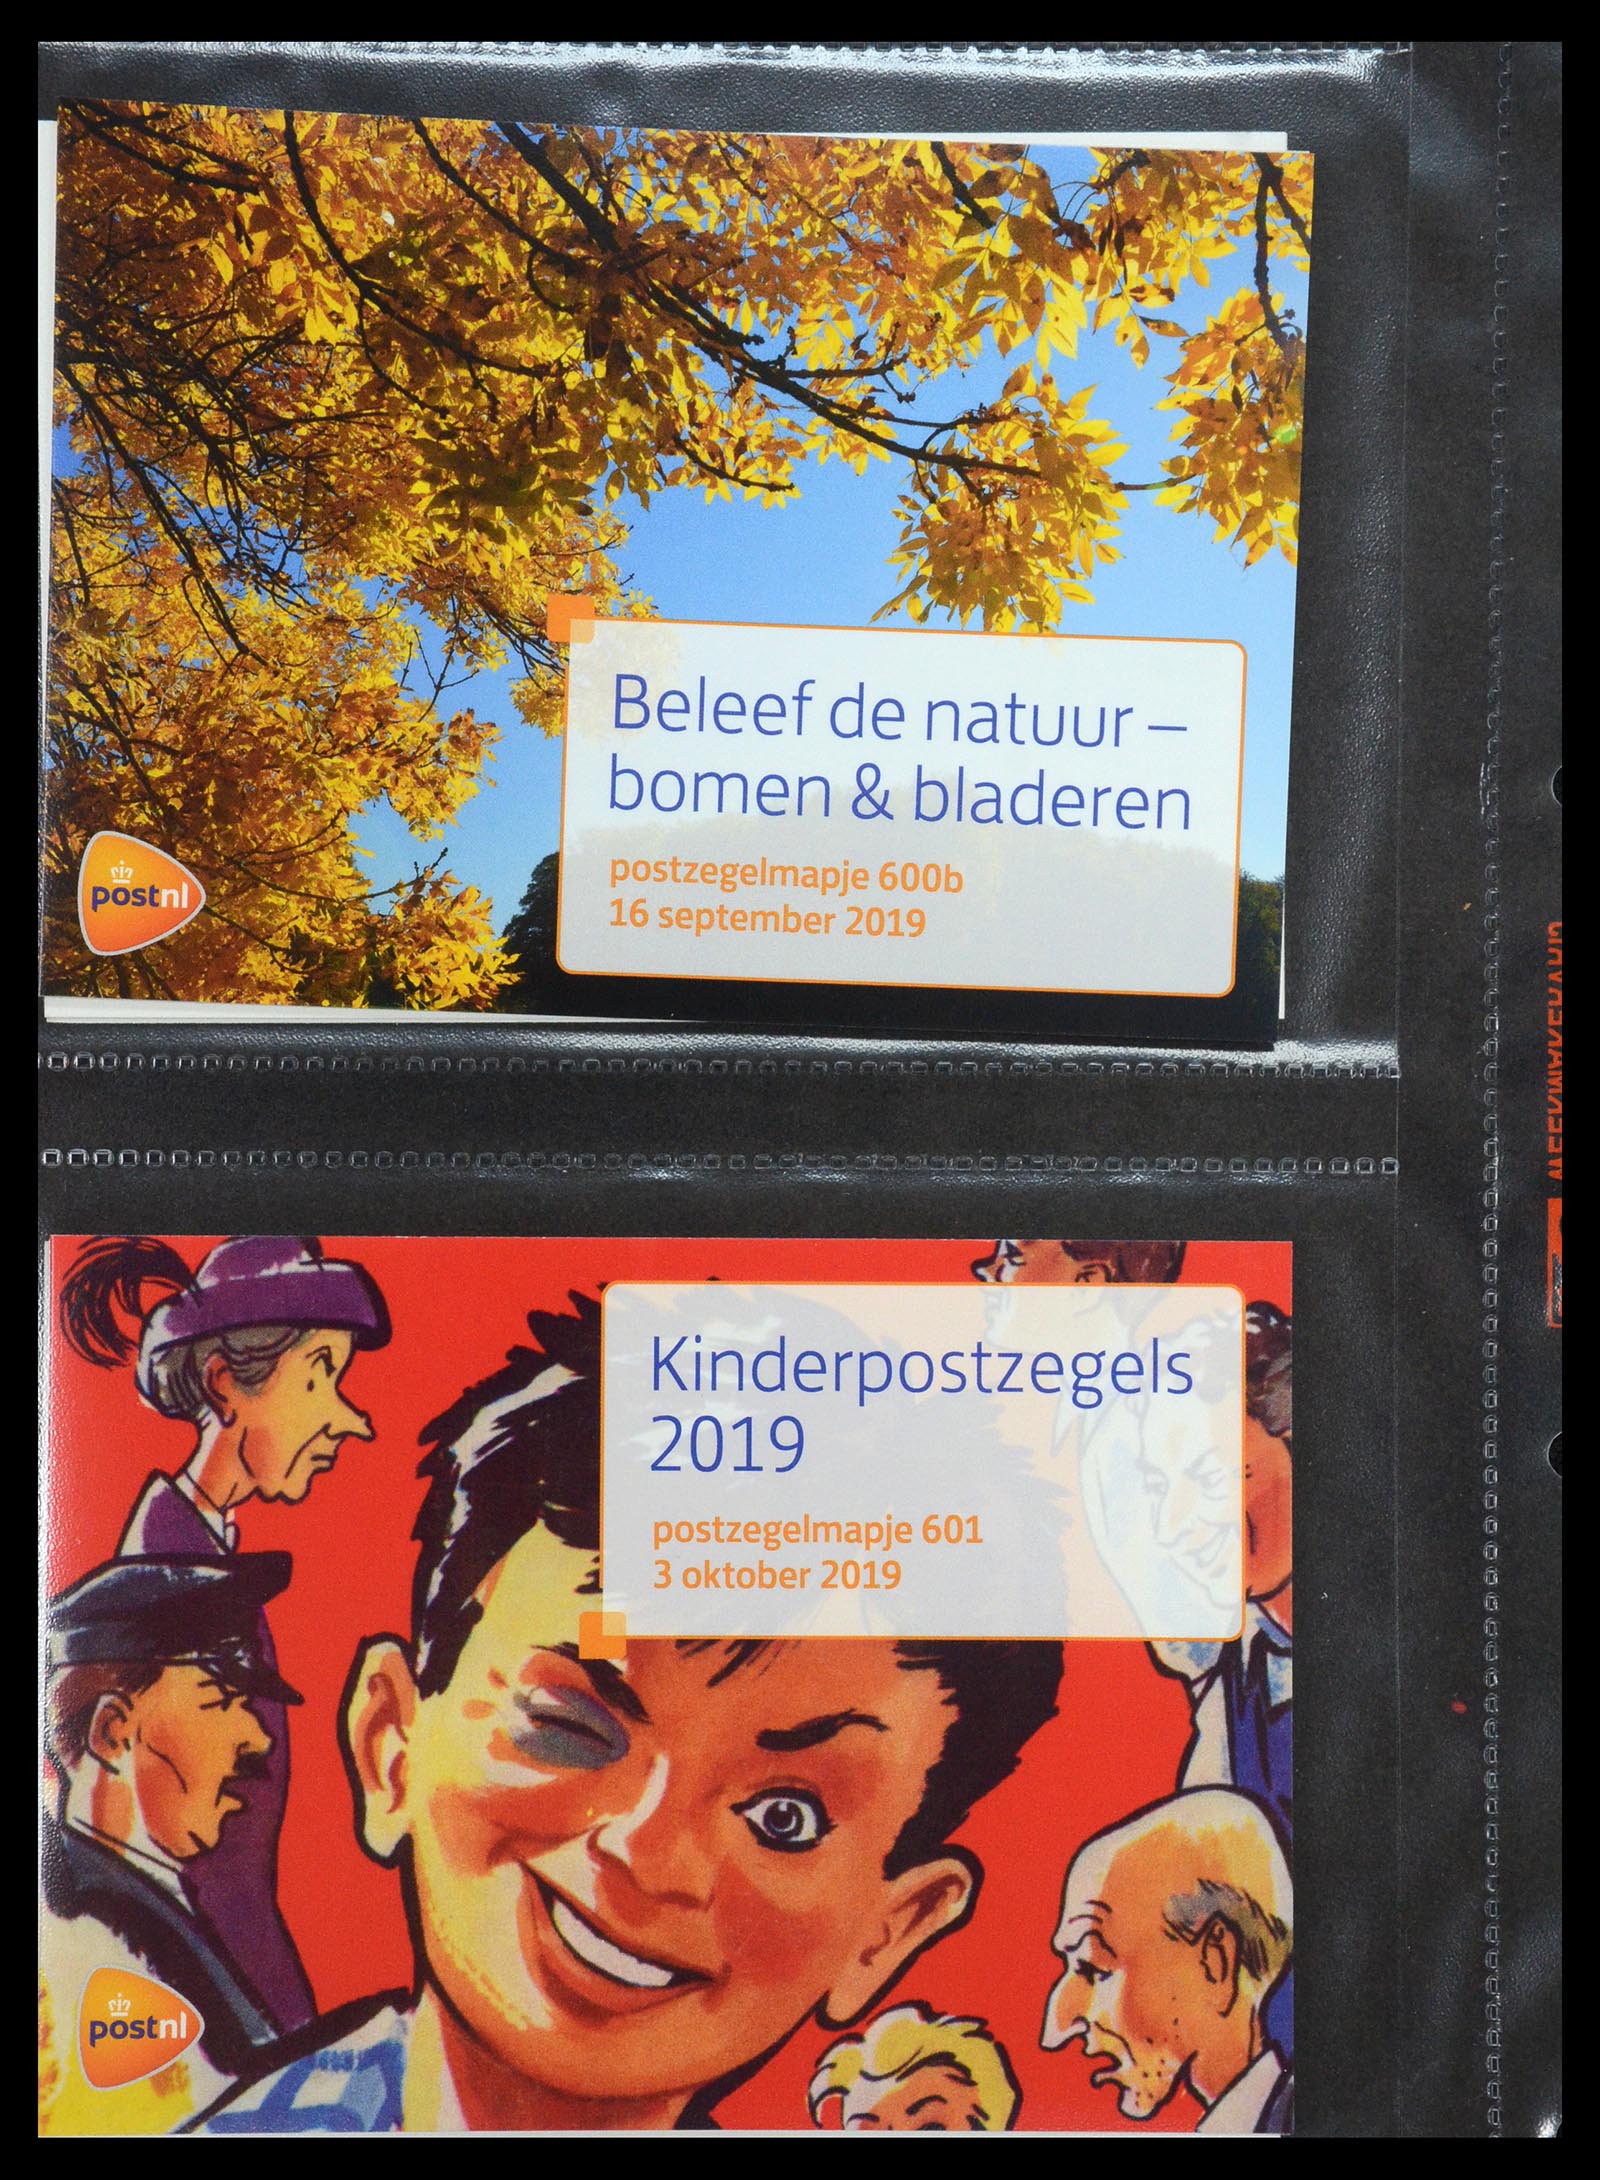 Beleef de natuur –
bomen & bladeren
postzegelmapje 600b
16 september 2019
postnl
Kinderpostzegels
2019
postzegelmapje 601
3 oktober 2019
postnl